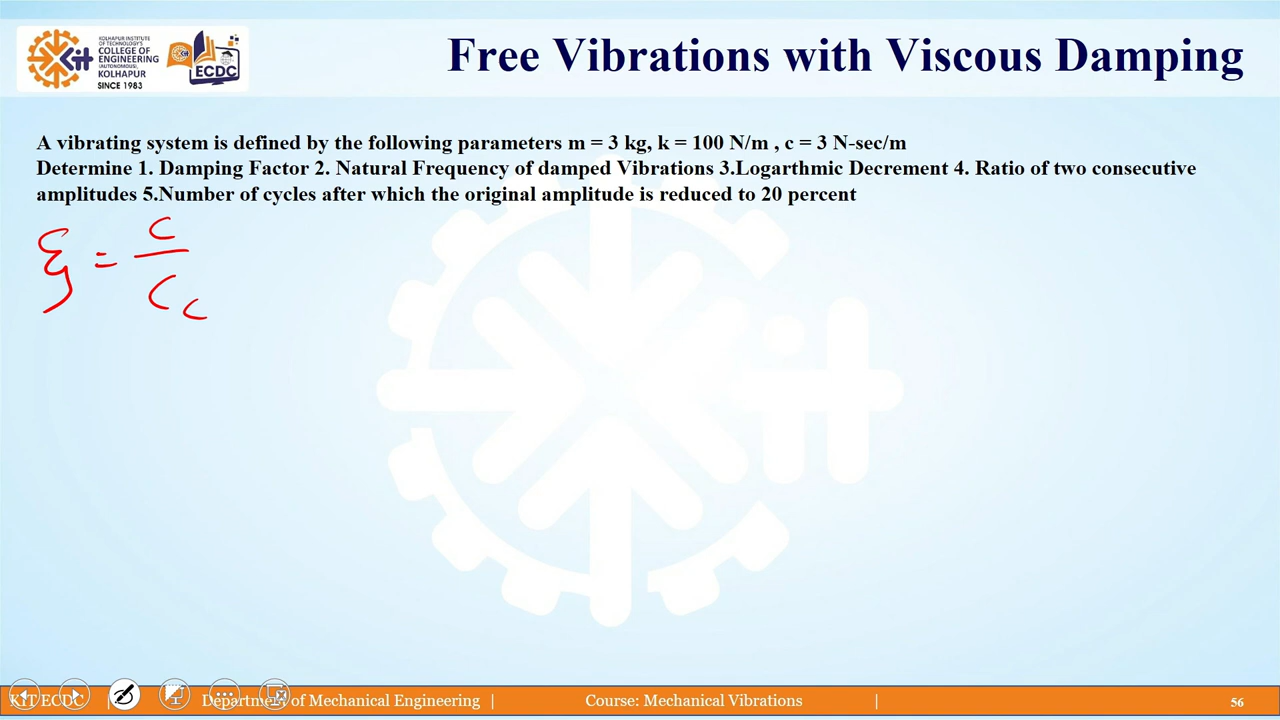 KOLHAPUR INSTITUTE
OF TECHNOLOGY'S
COLLEGE OF
ENGINEERING
(AUTONOMOUS),
KOLHAPUR
SINCE 1983
ECDC
Free Vibrations with Viscous Damping
A vibrating system is defined by the following parameters m = 3 kg, k = 100 N/m , c = 3 N-sec/m
Determine 1. Damping Factor 2. Natural Frequency of damped Vibrations 3.Logarthmic Decrement 4. Ratio of two consecutive
amplitudes 5.Number of cycles after which the original amplitude is reduced to 20 percent
ξ = c / Cc
KIT ECDC | Department of Mechanical Engineering | Course: Mechanical Vibrations | 56